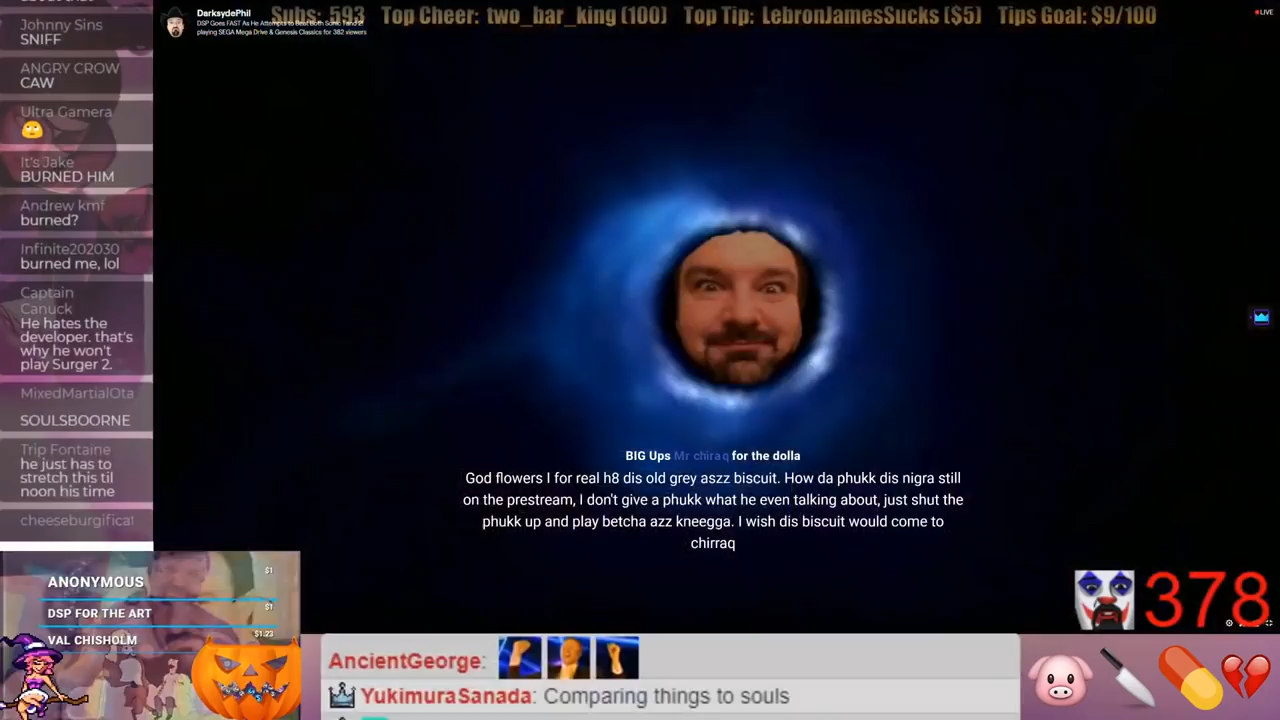 Subs: 593 Top Cheer: two_bar_king (100) Top Tip: LebronJamesSocks ($5) Tips Goal: $9/100
DarksydePhil
DSP Goes FAST As He Attempts to Beat Both Sonic 1 and 2!
playing SEGA Mega Drive & Genesis Classics for 382 viewers
LIVE
Johnny Sins
SNIFF
ANGRY CROW
CAW
Ultra Gamera
It's Jake
BURNED HIM
Andrew kmf
burned?
Infinite202030
burned me, lol
Captain
Canuck
He hates the
developer. that's
why he won't
play Surger 2.
MixedMartialOta
SOULSBOORNE
Trip Fontaine
he just has to
stretch this til
noon his time
cheeseburgificat
BIG Ups Mr chiraq for the dolla
God flowers I for real h8 dis old grey aszz biscuit. How da phukk dis nigra still
on the prestream, I don't give a phukk what he even talking about, just shut the
phukk up and play betcha azz kneegga. I wish dis biscuit would come to
chirraq
ANONYMOUS $1
DSP FOR THE ART $1
VAL CHISHOLM $1.23
378
AncientGeorge:
YukimuraSanada: Comparing things to souls